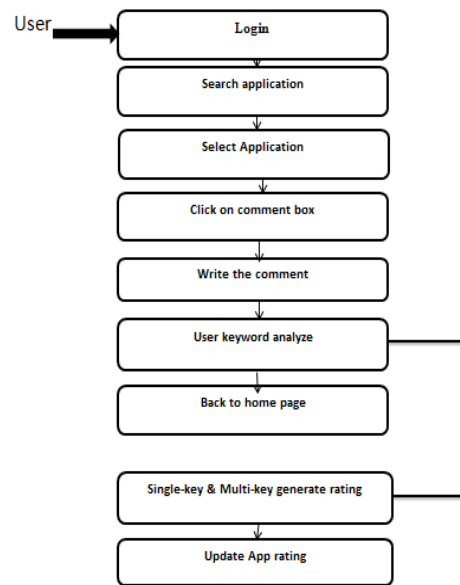 User
Login
Search application
Select Application
Click on comment box
Write the comment
User keyword analyze
Back to home page
Single-key & Multi-key generate rating
Update App rating